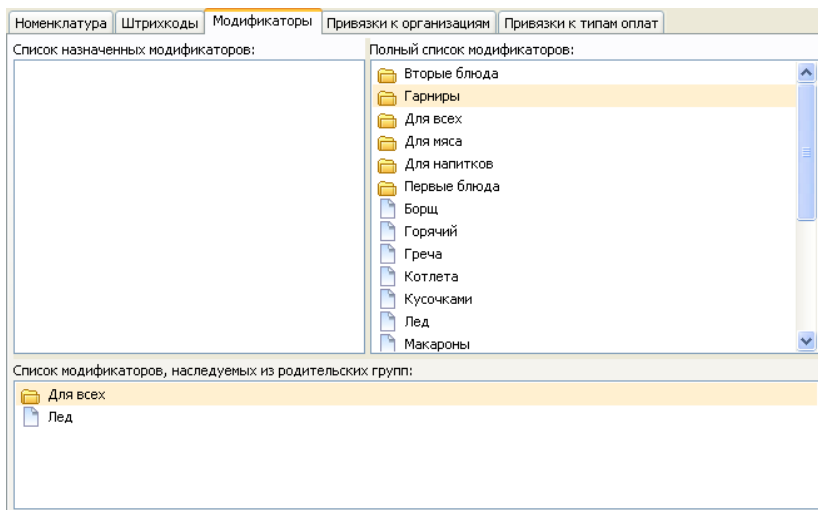 Номенклатура Штрихкоды Модификаторы Привязки к организациям Привязки к типам оплат
Список назначенных модификаторов: Полный список модификаторов:
Вторые блюда
Гарниры
Для всех
Для мяса
Для напитков
Первые блюда
Борщ
Горячий
Греча
Котлета
Кусочками
Лед
Макароны
Список модификаторов, наследуемых из родительских групп:
Для всех
Лед